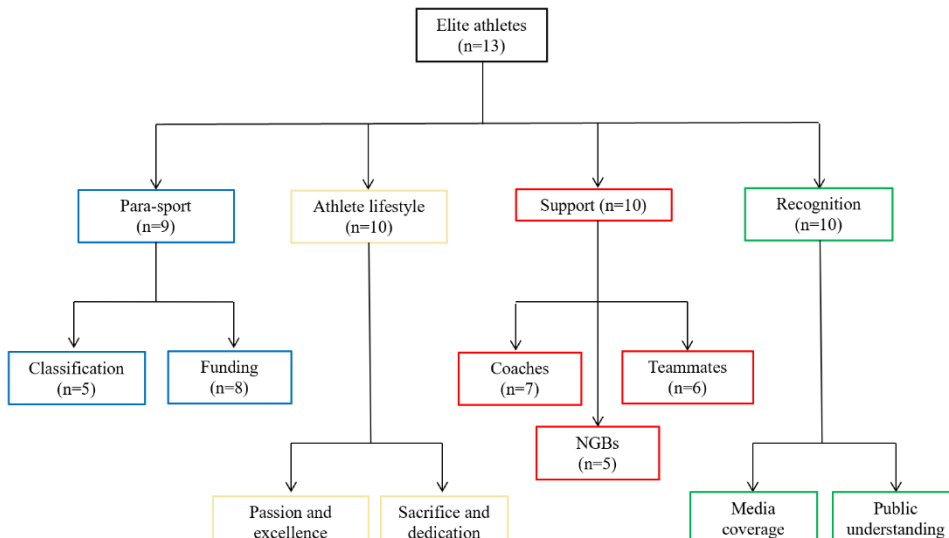 Elite athletes
(n=13)
Para-sport
(n=9)
Athlete lifestyle
(n=10)
Support (n=10)
Recognition
(n=10)
Classification
(n=5)
Funding
(n=8)
Coaches
(n=7)
Teammates
(n=6)
NGBs
(n=5)
Passion and
excellence
Sacrifice and
dedication
Media
coverage
Public
understanding